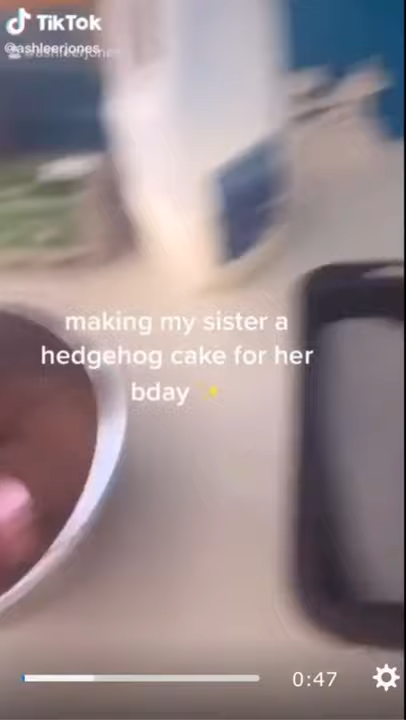 TikTok
@ashleerjones
making my sister a
hedgehog cake for her
bday ✨
0:47